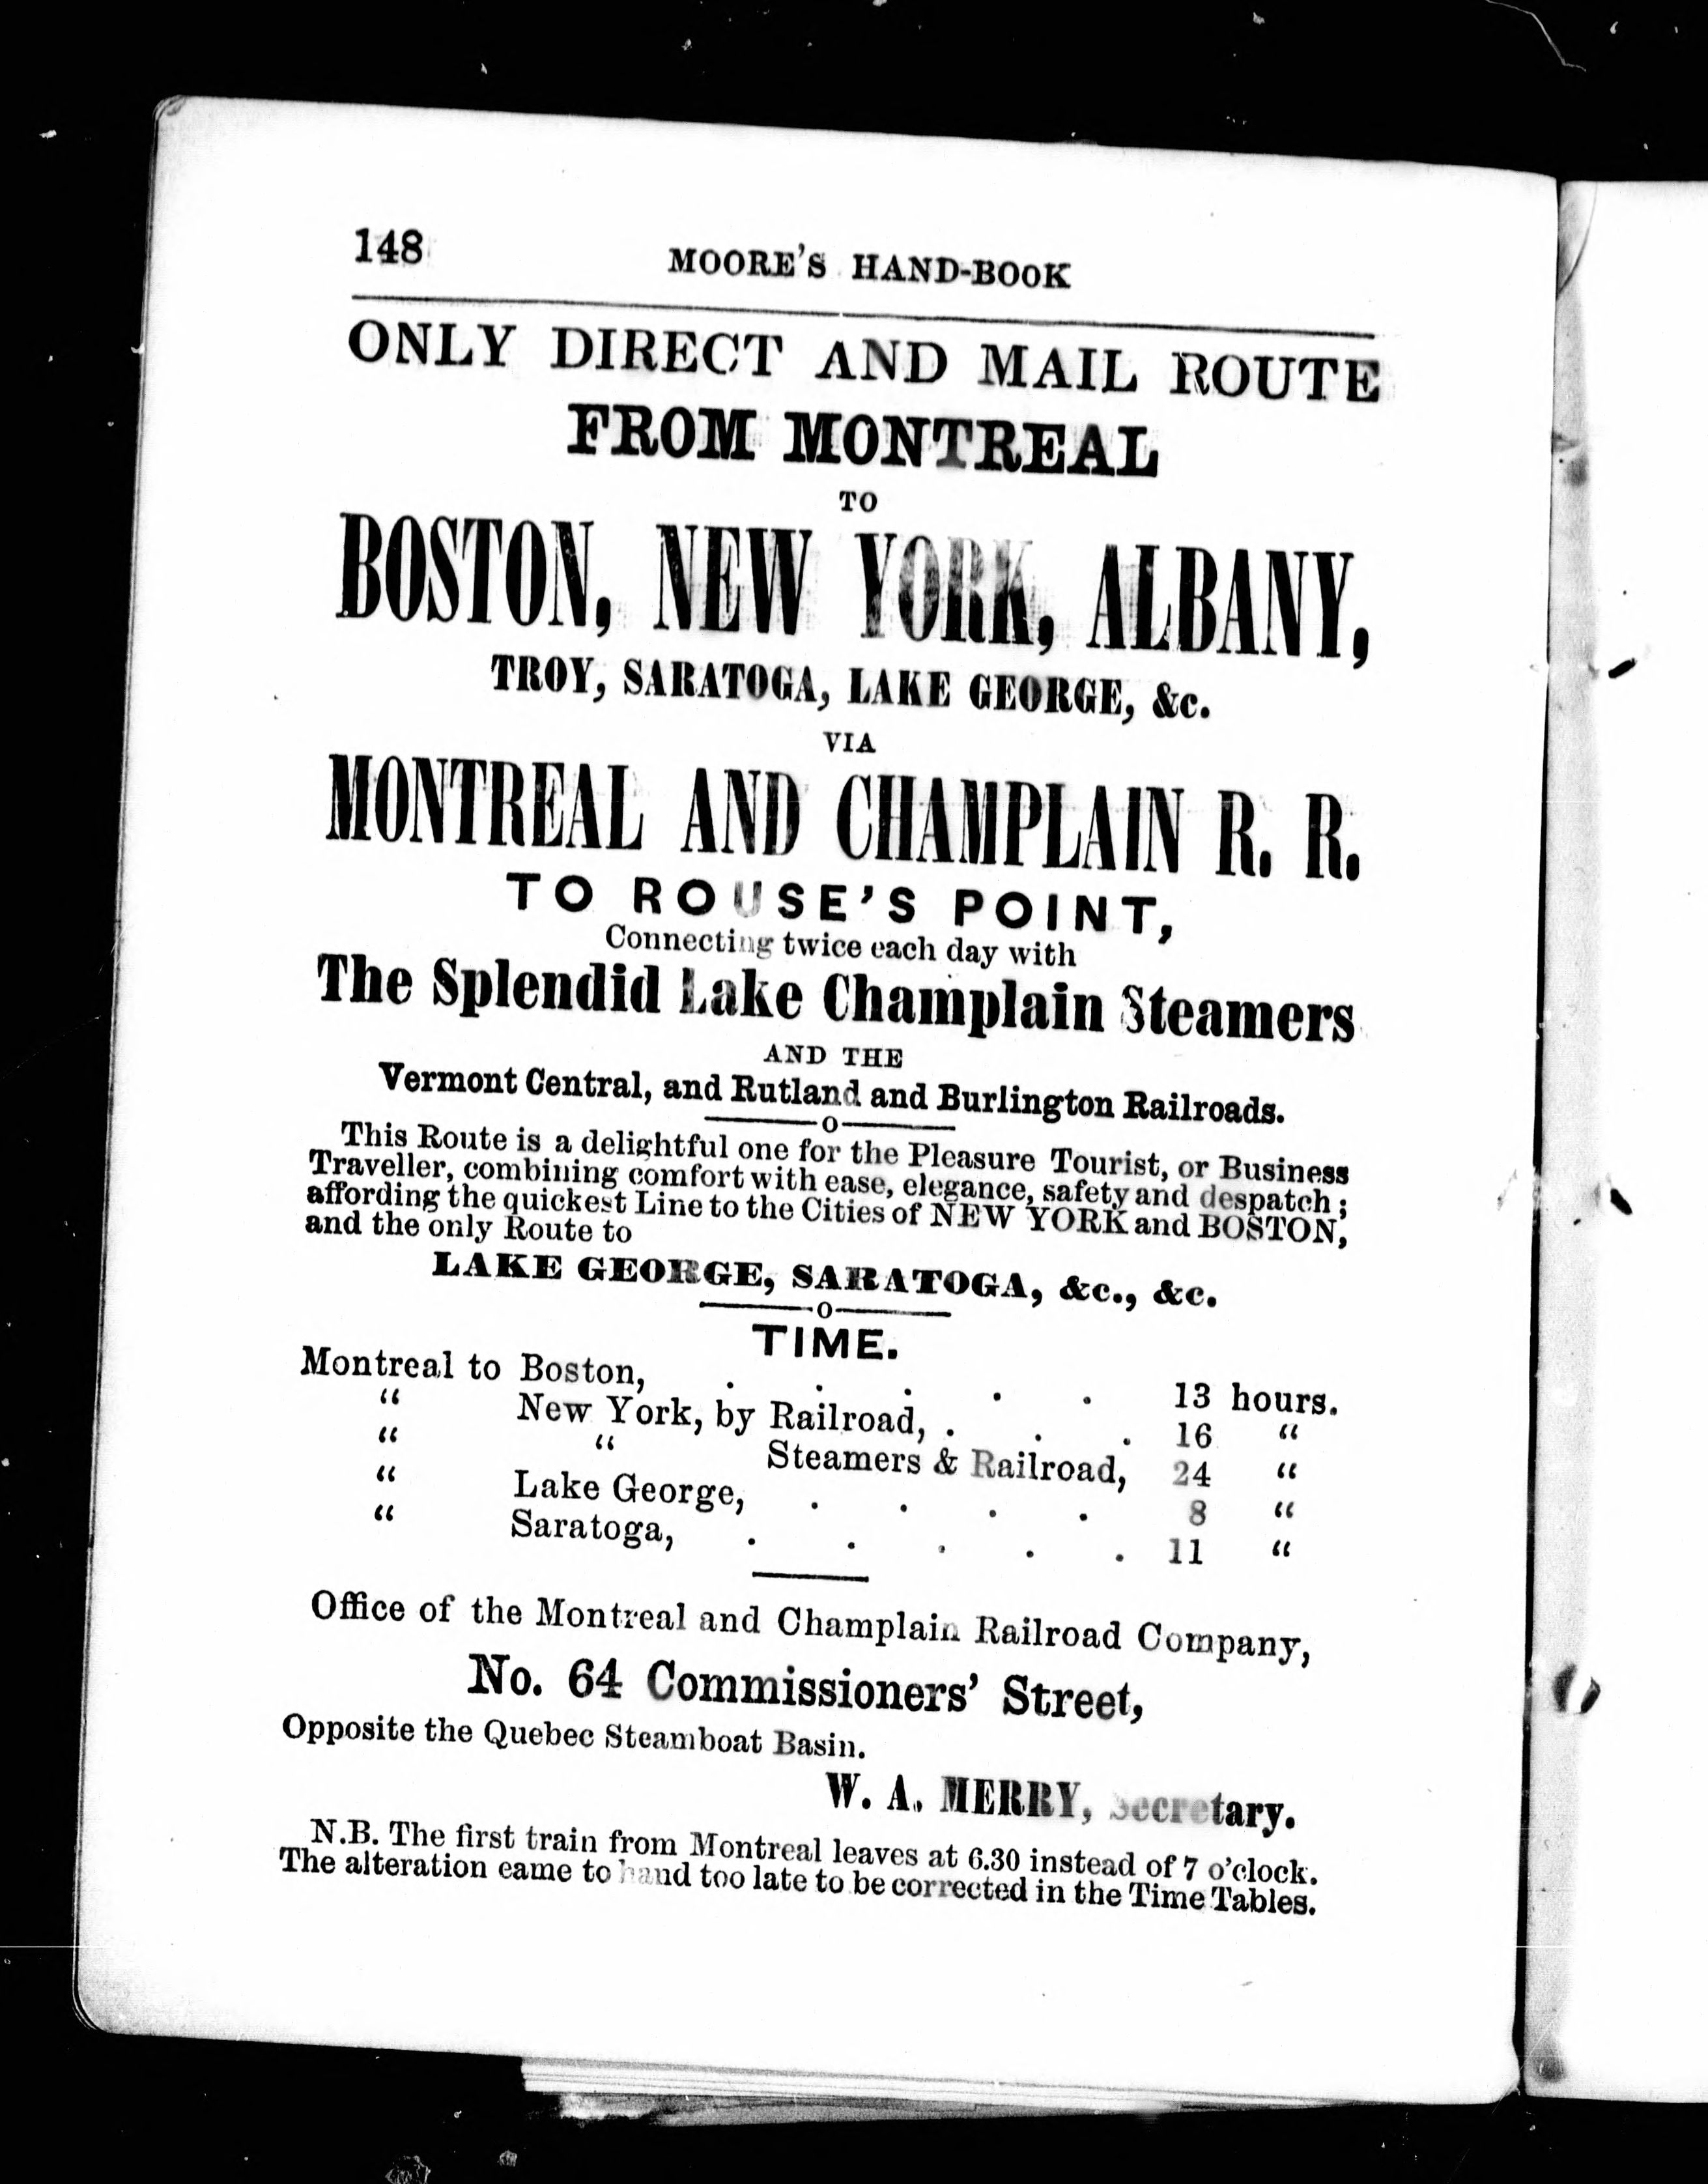 148 MOORE'S HAND-BOOK
ONLY DIRECT AND MAIL ROUTE
FROM MONTREAL
TO
BOSTON, NEW YORK, ALBANY,
TROY, SARATOGA, LAKE GEORGE, &c.
VIA
MONTREAL AND CHAMPLAIN R. R.
TO ROUSE'S POINT,
Connecting twice each day with
The Splendid Lake Champlain Steamers
AND THE
Vermont Central, and Rutland and Burlington Railroads.
This Route is a delightful one for the Pleasure Tourist, or Business
Traveller, combining comfort with ease, elegance, safety and despatch;
affording the quickest Line to the Cities of NEW YORK and BOSTON,
and the only Route to
LAKE GEORGE, SARATOGA, &c., &c.
TIME.
Montreal to Boston, . . . . . 13 hours.
" New York, by Railroad, . . . 16 "
" " Steamers & Railroad, 24 "
" Lake George, . . . . 8 "
" Saratoga, . . . . . 11 "
Office of the Montreal and Champlain Railroad Company,
No. 64 Commissioners' Street,
Opposite the Quebec Steamboat Basin.
W. A. MERRY, Secretary.
N.B. The first train from Montreal leaves at 6.30 instead of 7 o'clock.
The alteration came to hand too late to be corrected in the Time Tables.